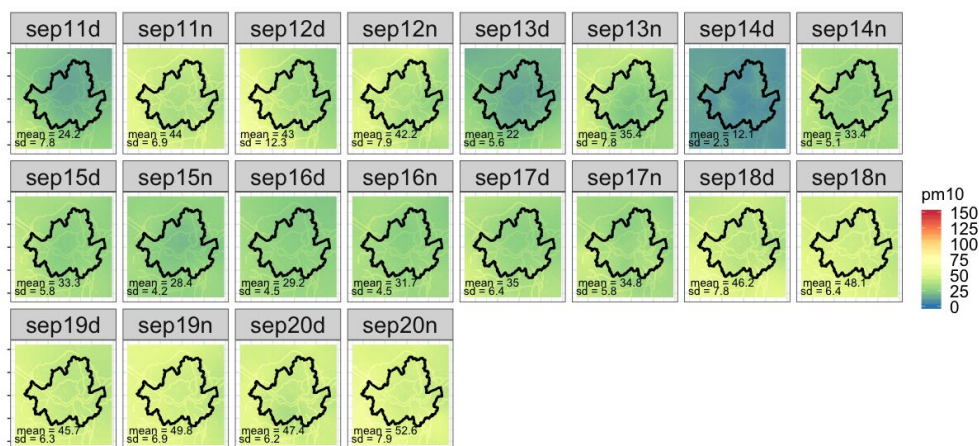 sep11d sep11n sep12d sep12n sep13d sep13n sep14d sep14n
mean = 24.2 mean = 44 mean = 43 mean = 42.2 mean = 22 mean = 35.4 mean = 12.1 mean = 33.4
sd = 7.8 sd = 6.9 sd = 12.3 sd = 7.9 sd = 5.6 sd = 7.8 sd = 2.3 sd = 5.1
sep15d sep15n sep16d sep16n sep17d sep17n sep18d sep18n
mean = 33.3 mean = 28.4 mean = 29.2 mean = 31.7 mean = 35 mean = 34.8 mean = 46.2 mean = 48.1
sd = 5.8 sd = 4.2 sd = 4.5 sd = 4.5 sd = 6.4 sd = 5.8 sd = 7.8 sd = 6.4
sep19d sep19n sep20d sep20n
mean = 45.7 mean = 49.8 mean = 47.4 mean = 52.6
sd = 6.3 sd = 6.9 sd = 6.2 sd = 7.9
pm10
150
125
100
75
50
25
0